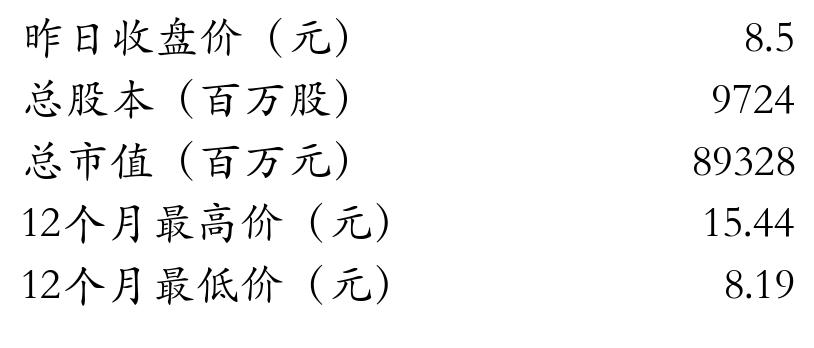 昨日收盘价（元） 8.5
总股本（百万股） 9724
总市值（百万元） 89328
12个月最高价（元） 15.44
12个月最低价（元） 8.19